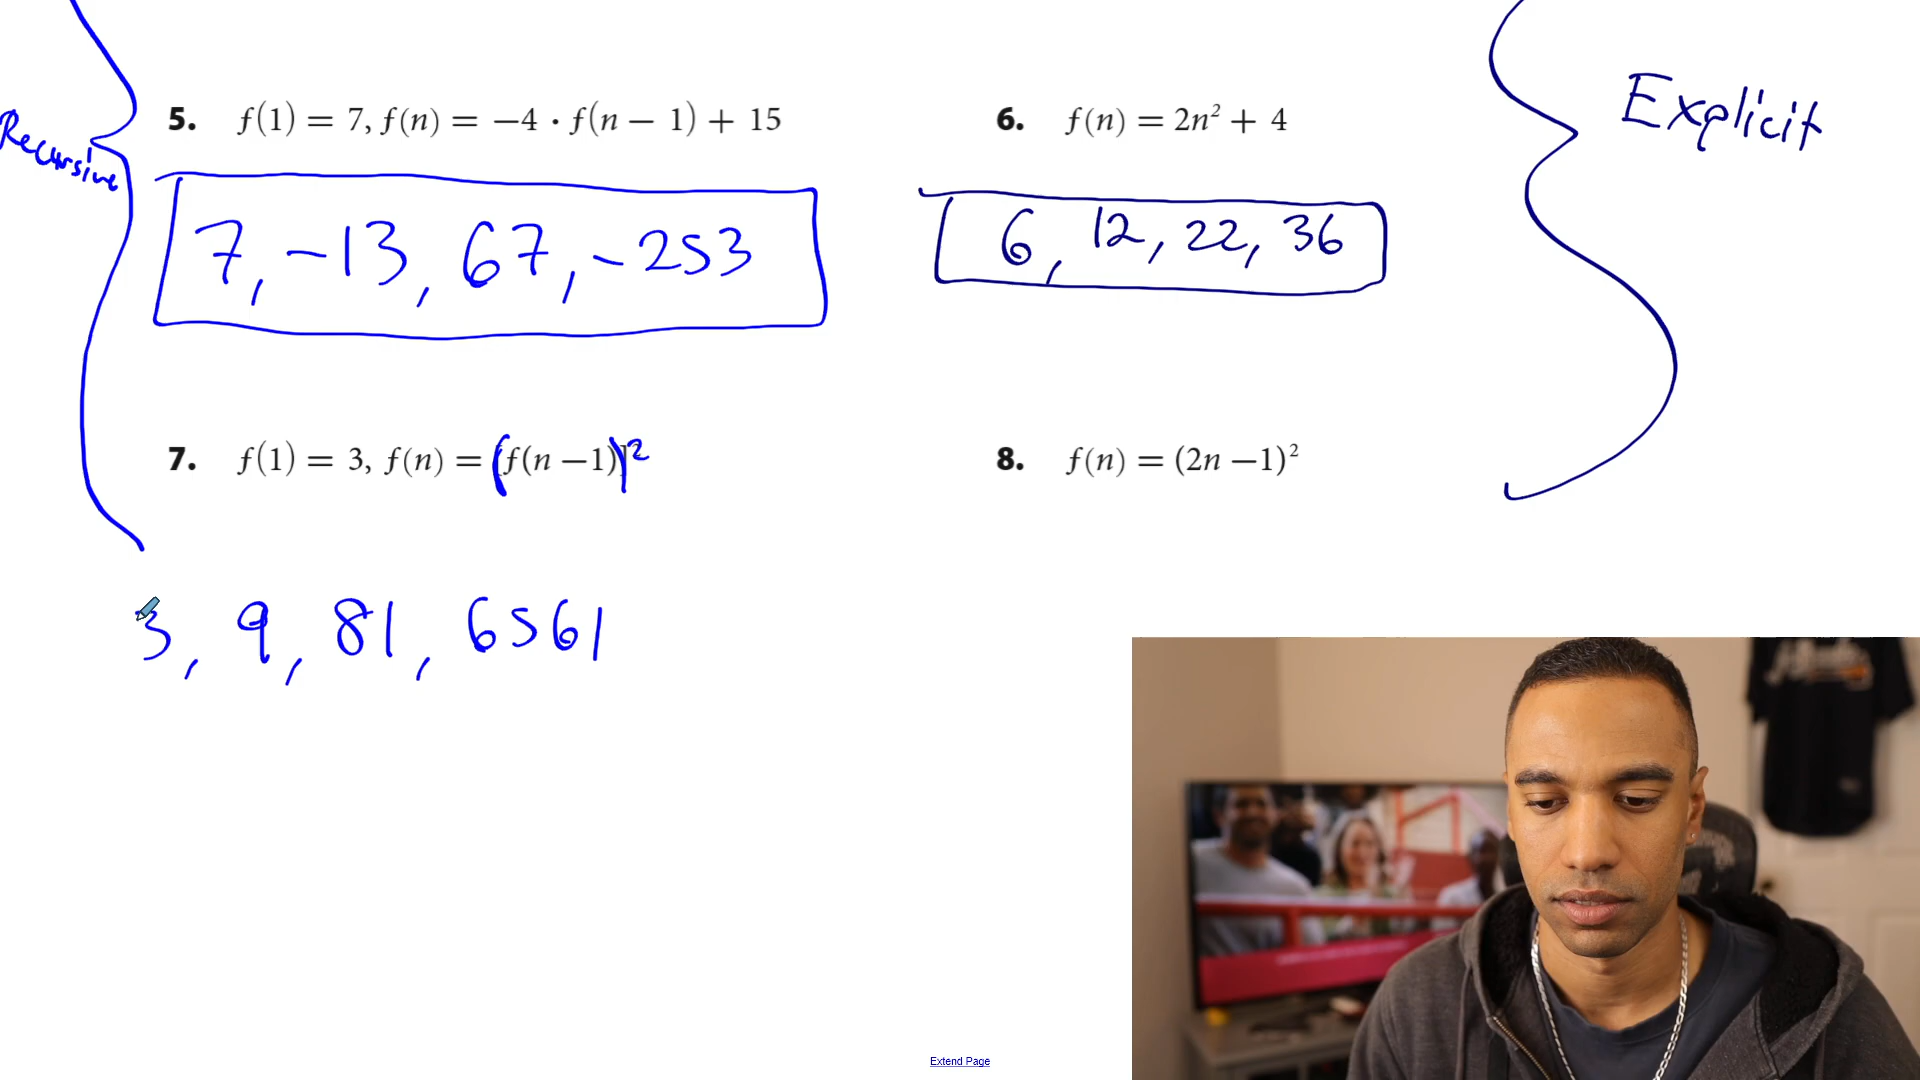 Explicit
5. f(1) = 7, f(n) = −4 · f(n − 1) + 15
6. f(n) = 2n² + 4
Recursive
7, −13, 67, −253
6, 12, 22, 36
7. f(1) = 3, f(n) = (f(n −1))²
8. f(n) = (2n −1)²
3, 9, 81, 6561
Extend Page